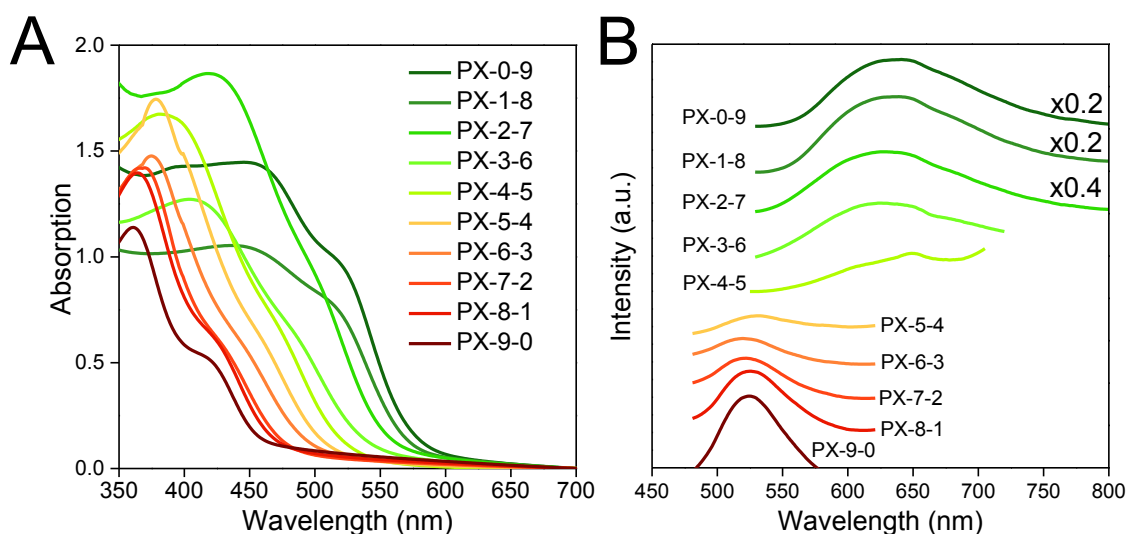 A
Absorption
2.0
1.5
1.0
0.5
0.0
350 400 450 500 550 600 700
Wavelength (nm)
PX-0-9
PX-1-8
PX-2-7
PX-3-6
PX-4-5
PX-5-4
PX-6-3
PX-7-2
PX-8-1
PX-9-0
B
Intensity (a.u.)
PX-0-9
x0.2
PX-1-8
x0.2
PX-2-7
x0.4
PX-3-6
PX-4-5
PX-5-4
PX-6-3
PX-7-2
PX-8-1
PX-9-0
450 500 550 600 650 700 750 800
Wavelength (nm)